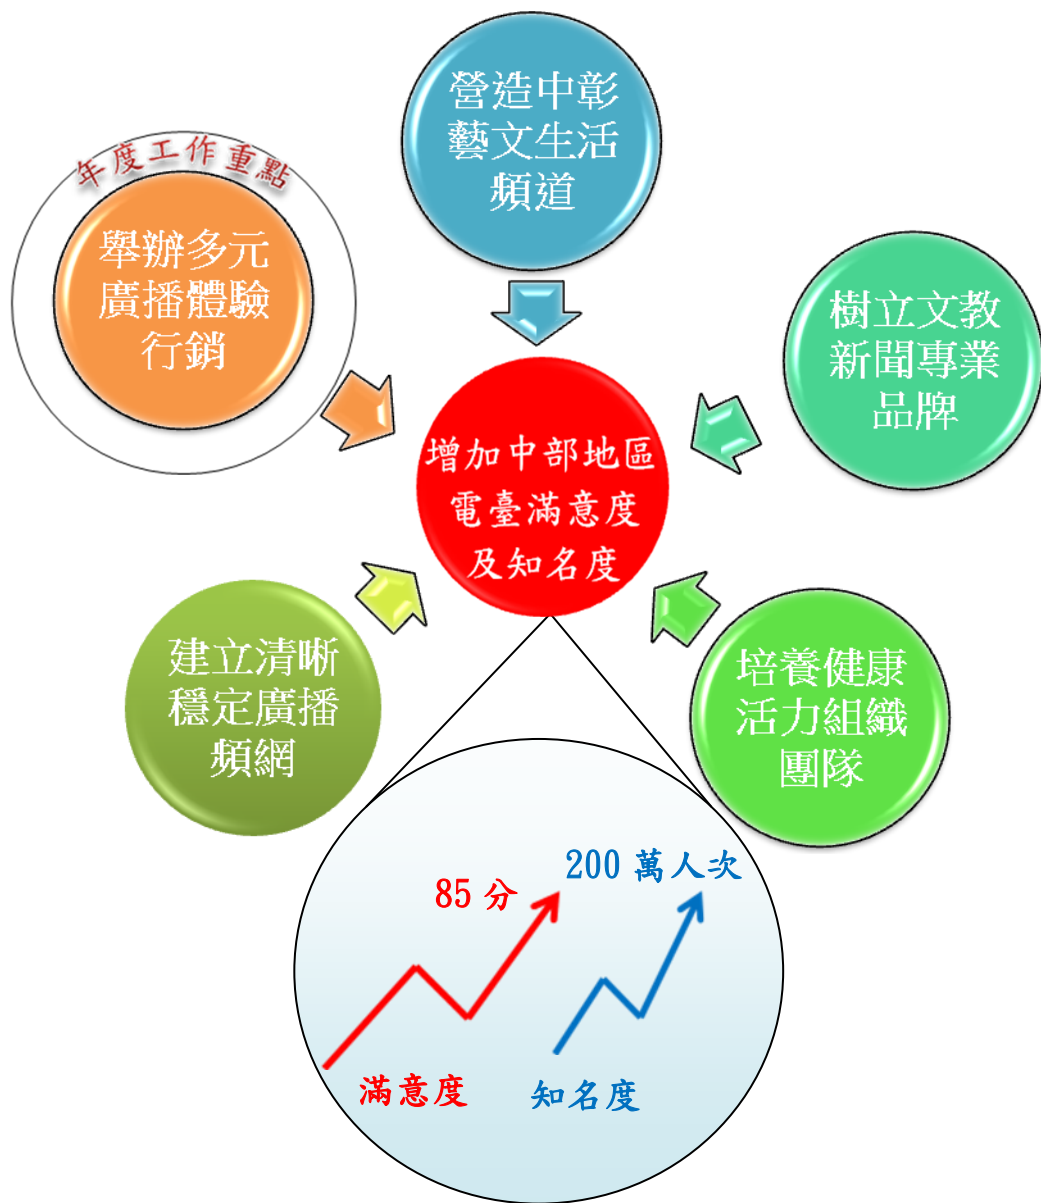 營造中彰
藝文生活
頻道
年度工作重點
舉辦多元
廣播體驗
行銷
樹立文教
新聞專業
品牌
增加中部地區
電臺滿意度
及知名度
建立清晰
穩定廣播
頻網
培養健康
活力組織
團隊
200 萬人次
85 分
滿意度
知名度